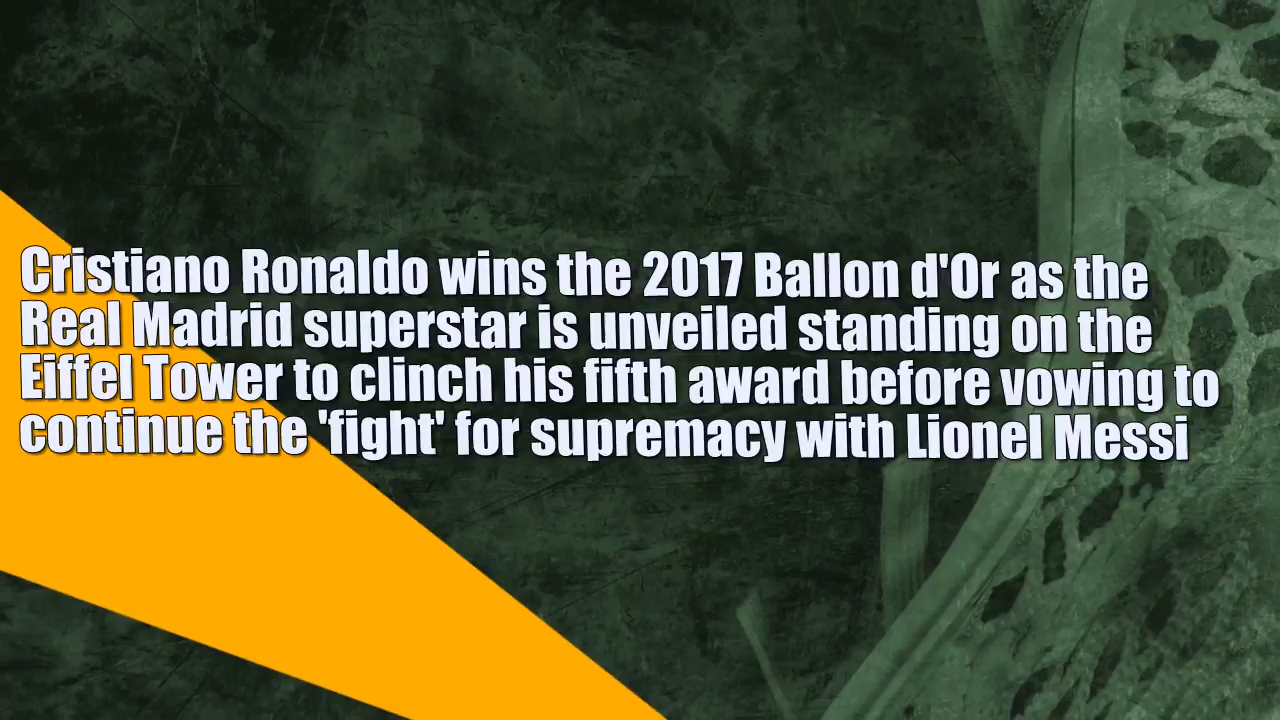 Cristiano Ronaldo wins the 2017 Ballon d'Or as the
Real Madrid superstar is unveiled standing on the
Eiffel Tower to clinch his fifth award before vowing to
continue the 'fight' for supremacy with Lionel Messi